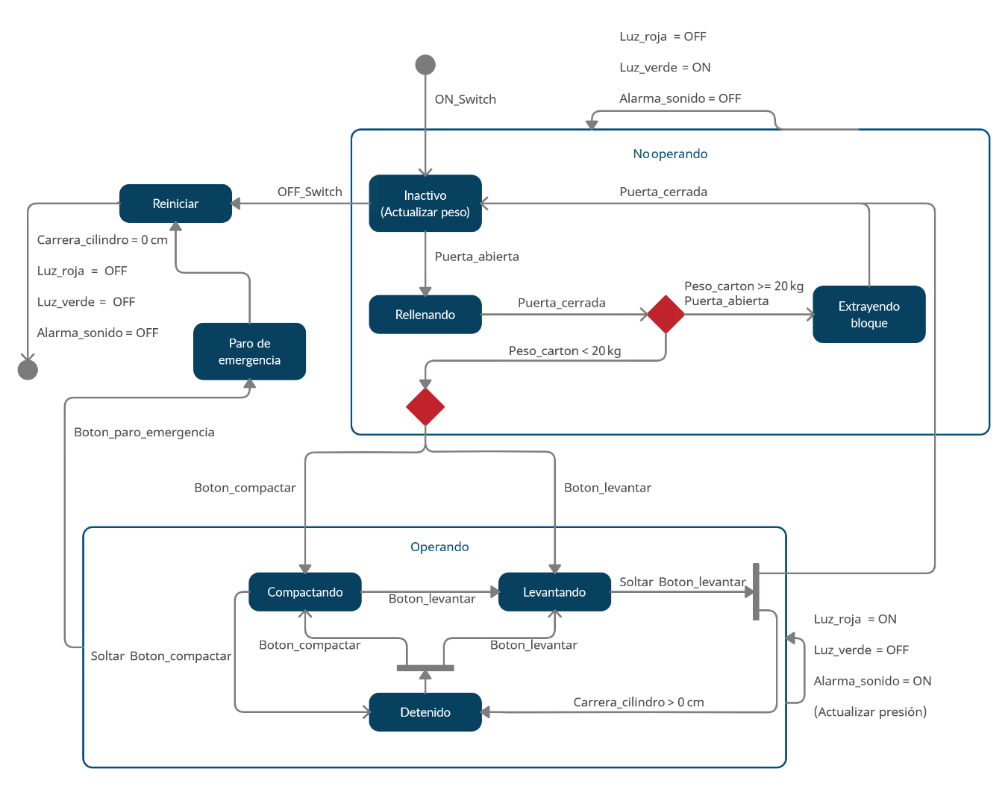 Luz_roja = OFF
Luz_verde = ON
Alarma_sonido = OFF
ON_Switch
No operando
OFF_Switch
Inactivo
(Actualizar peso)
Puerta_cerrada
Reiniciar
Carrera_cilindro = 0 cm
Luz_roja = OFF
Luz_verde = OFF
Alarma_sonido = OFF
Puerta_abierta
Rellenando
Puerta_cerrada
Peso_carton >= 20 kg
Puerta_abierta
Extrayendo
bloque
Paro de
emergencia
Peso_carton < 20 kg
Boton_paro_emergencia
Boton_compactar
Boton_levantar
Operando
Compactando
Boton_levantar
Levantando
Soltar Boton_levantar
Boton_compactar
Boton_levantar
Soltar Boton_compactar
Detenido
Carrera_cilindro > 0 cm
Luz_roja = ON
Luz_verde = OFF
Alarma_sonido = ON
(Actualizar presión)